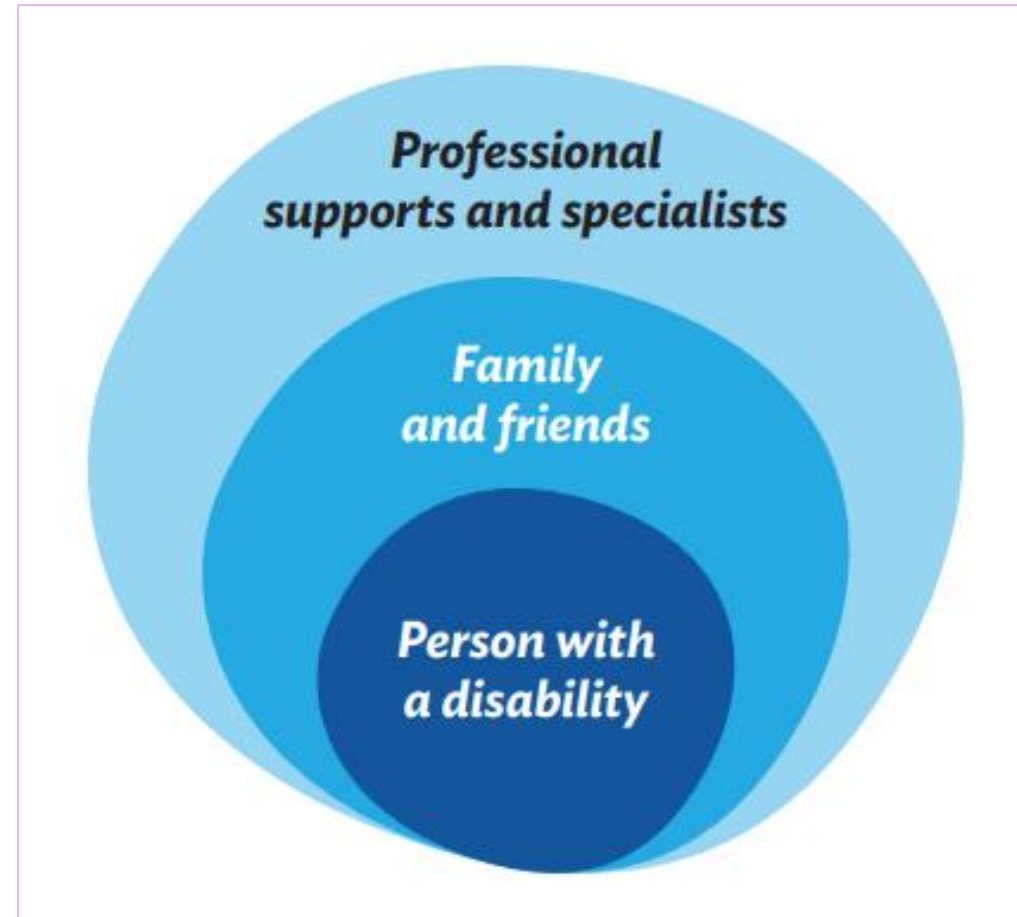 Professional
supports and specialists
Family
and friends
Person with
a disability